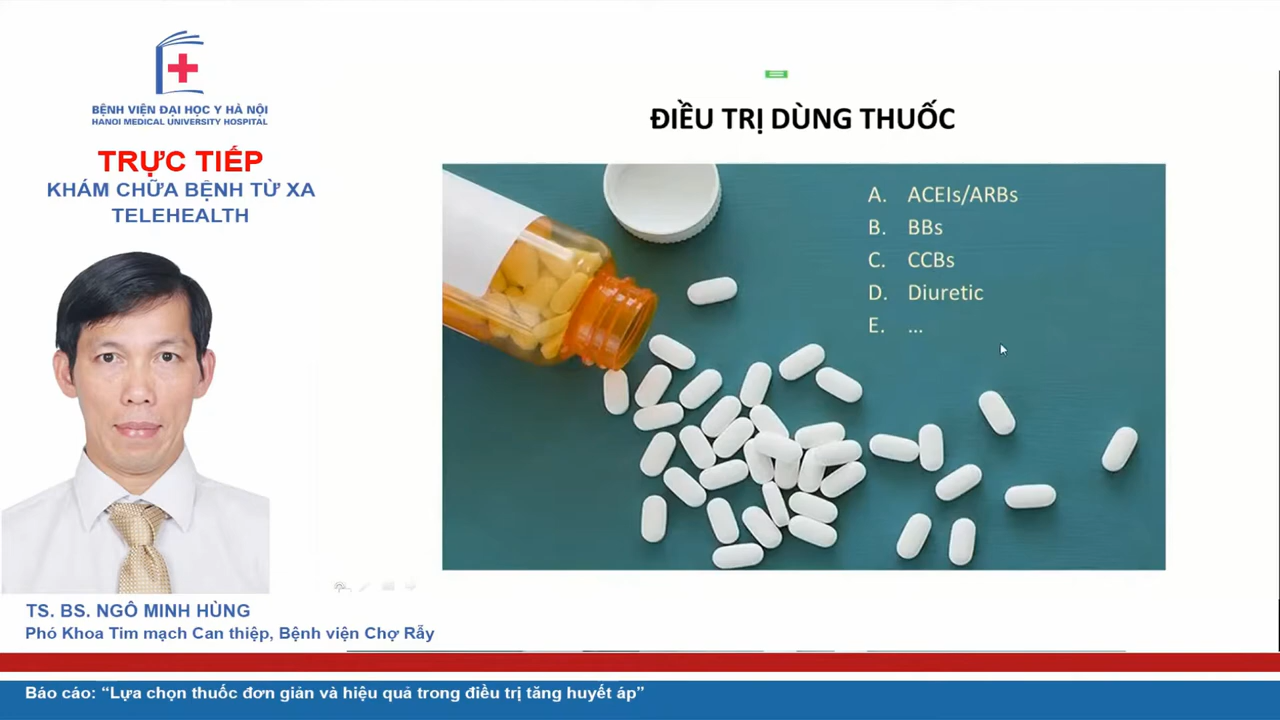 BỆNH VIỆN ĐẠI HỌC Y HÀ NỘI
HANOI MEDICAL UNIVERSITY HOSPITAL
TRỰC TIẾP
KHÁM CHỮA BỆNH TỪ XA
TELEHEALTH
ĐIỀU TRỊ DÙNG THUỐC
A. ACEIs/ARBs
B. BBs
C. CCBs
D. Diuretic
E. ...
TS. BS. NGÔ MINH HÙNG
Phó Khoa Tim mạch Can thiệp, Bệnh viện Chợ Rẫy
Báo cáo: “Lựa chọn thuốc đơn giản và hiệu quả trong điều trị tăng huyết áp”